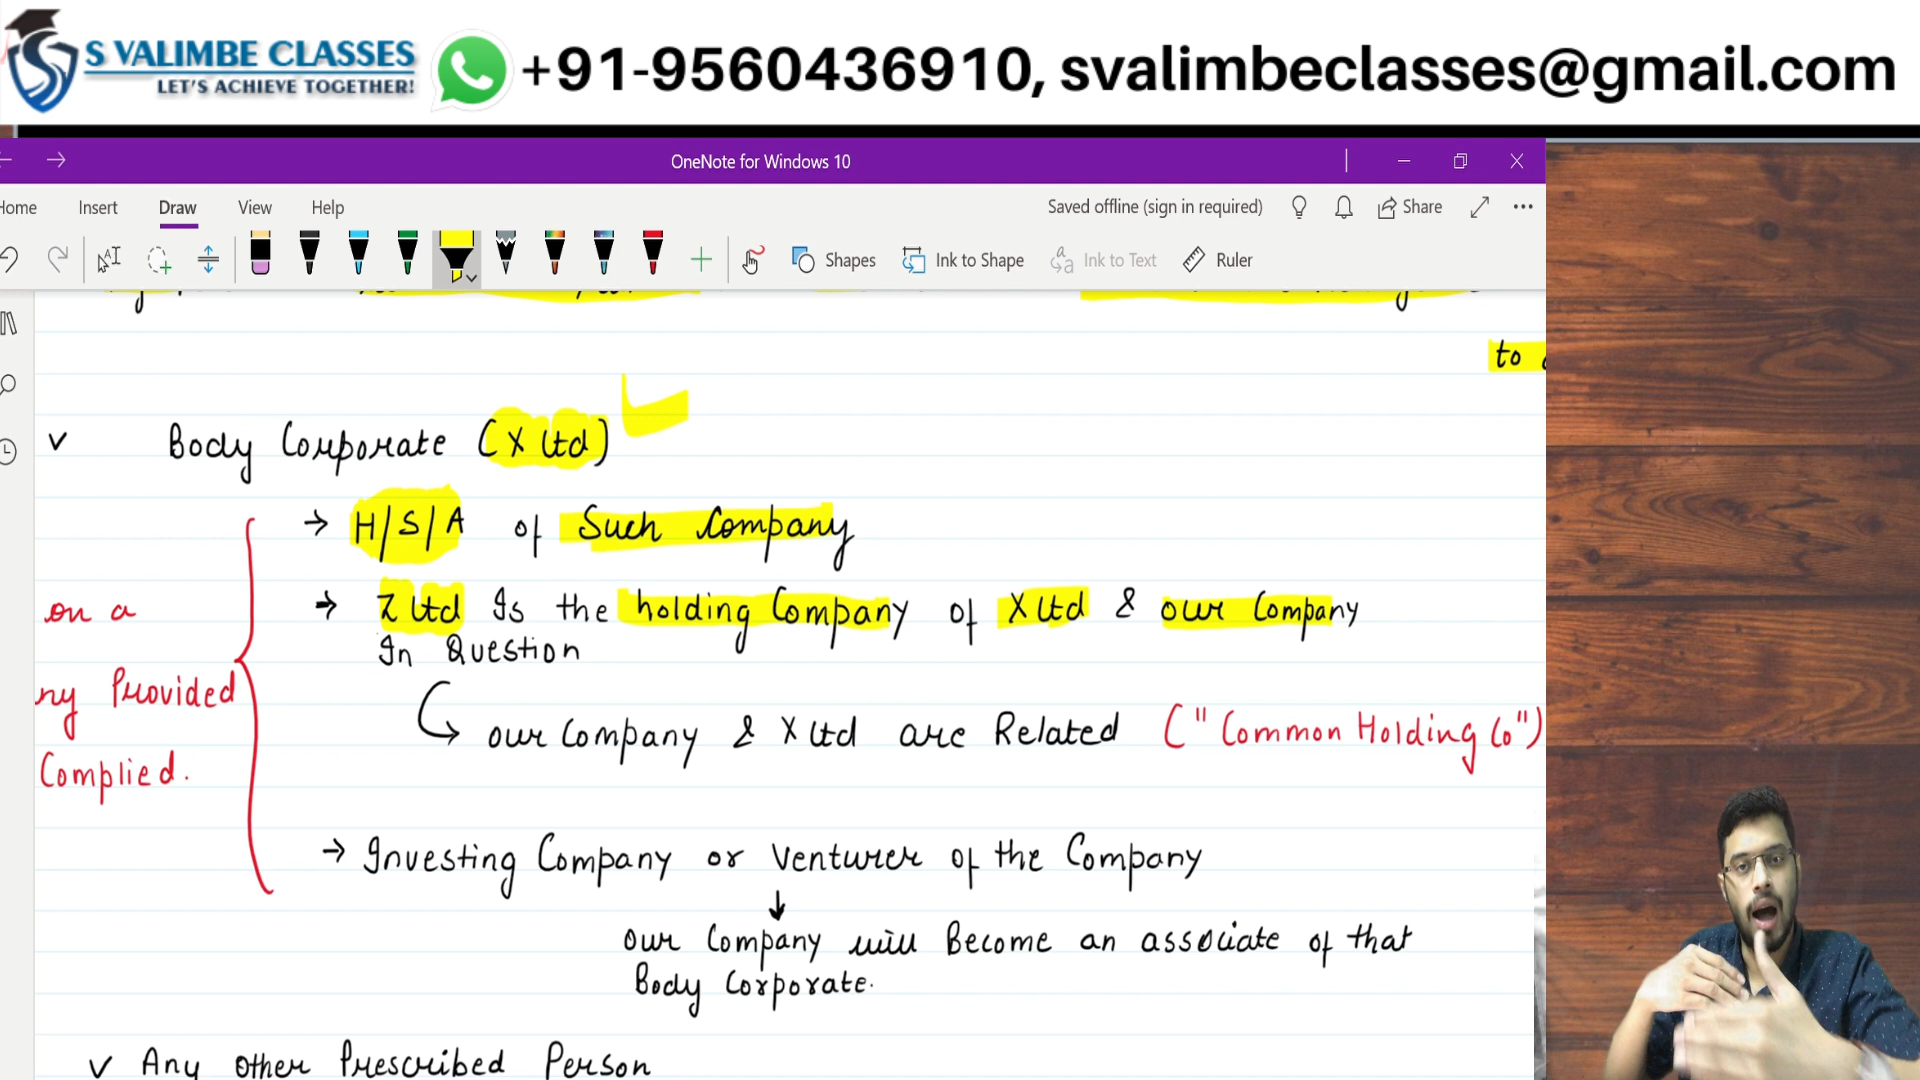 S VALIMBE CLASSES
LET'S ACHIEVE TOGETHER!
+91-9560436910, svalimbeclasses@gmail.com
OneNote for Windows 10
Home Insert Draw View Help
Saved offline (sign in required) Share
Shapes Ink to Shape Ink to Text Ruler
to
v Body Corporate (X Ltd)
→ H/S/A of Such Company
→ Z Ltd Is the holding Company of X Ltd & our Company
In Question
our Company & X Ltd are Related ("Common Holding Co")
on a
ny Provided
Complied.
→ Investing Company or Venturer of the Company
↓
our Company will Become an associate of that
Body Corporate.
v Any other Prescribed Person